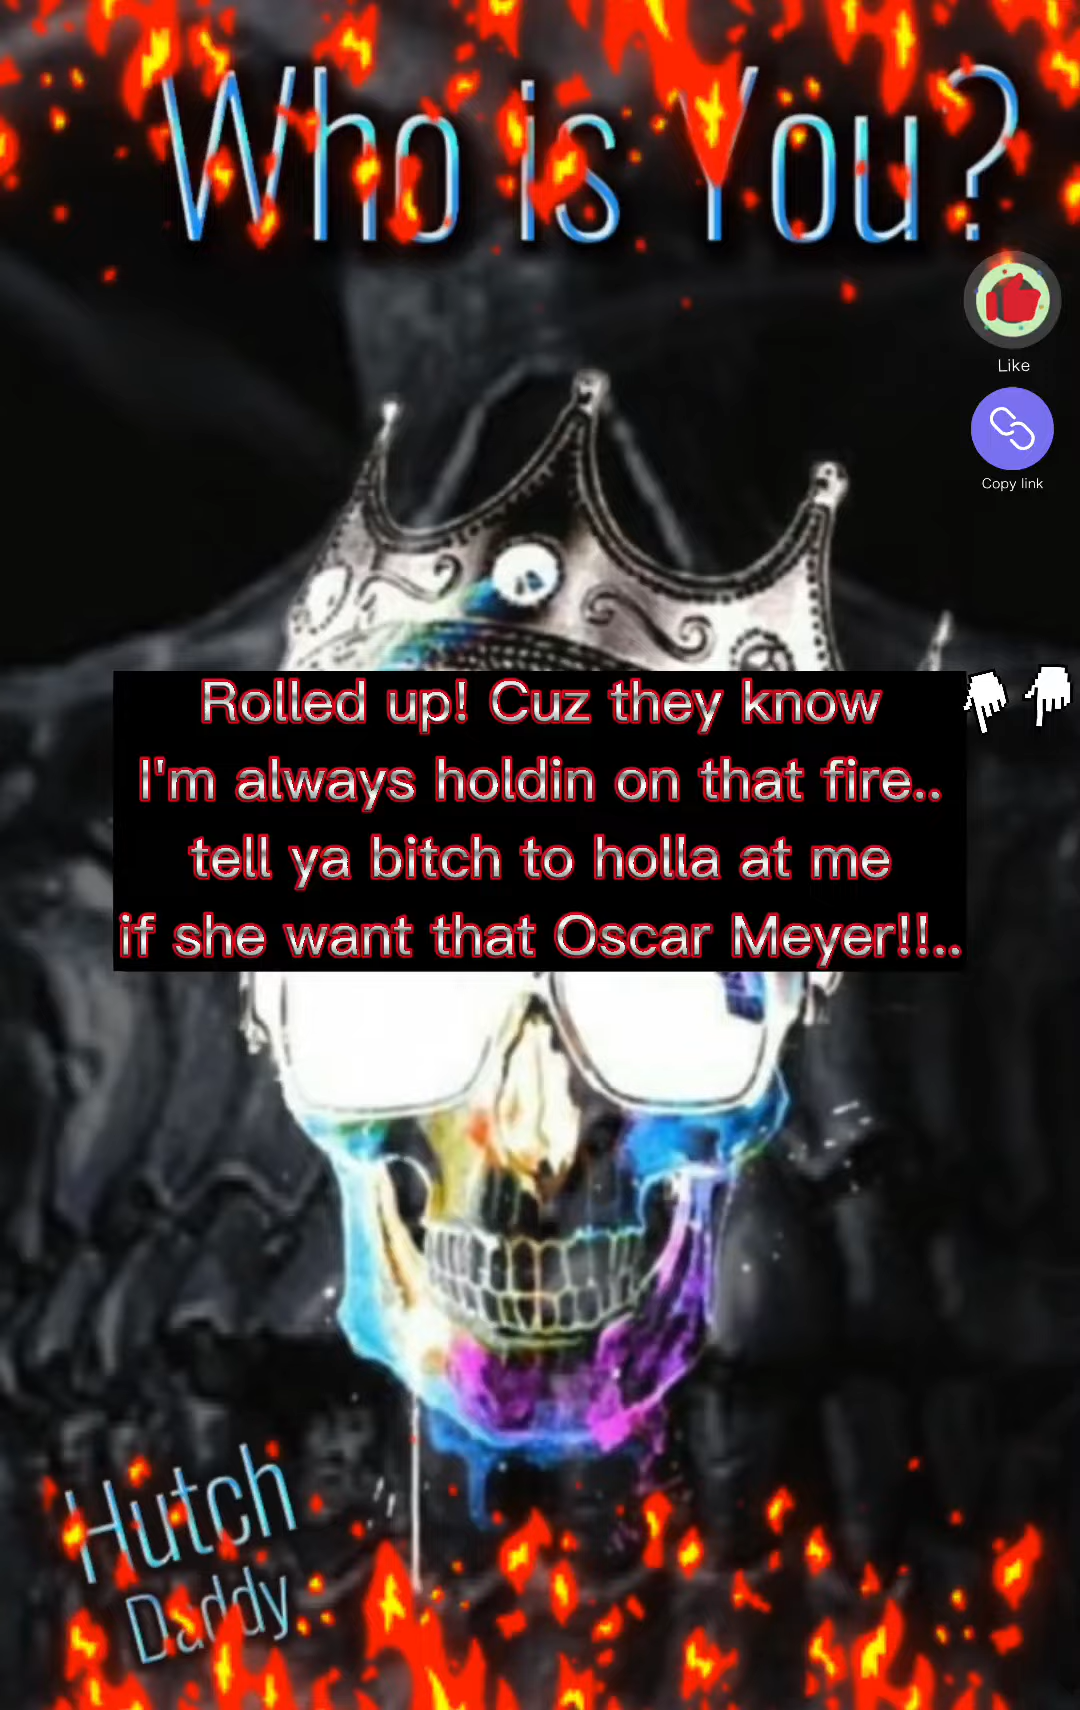 Who is You?
Like
Copy link
Rolled up! Cuz they know
I'm always holdin on that fire..
tell ya bitch to holla at me
if she want that Oscar Meyer!!..
Hutch
Daddy